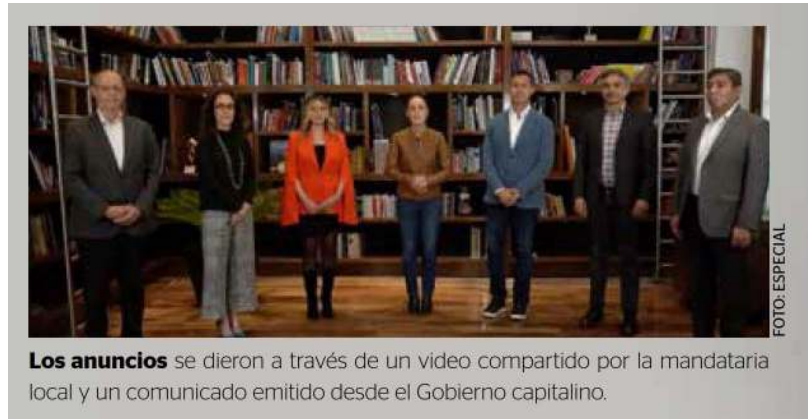 FOTO: ESPECIAL
Los anuncios se dieron a través de un video compartido por la mandataria
local y un comunicado emitido desde el Gobierno capitalino.